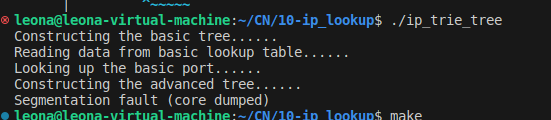 | ^~~~~~
leona@leona-virtual-machine:~/CN/10-ip_lookup$ ./ip_trie_tree
Constructing the basic tree......
Reading data from basic lookup table......
Looking up the basic port......
Constructing the advanced tree......
Segmentation fault (core dumped)
leona@leona-virtual-machine:~/CN/10-ip_lookup$ make